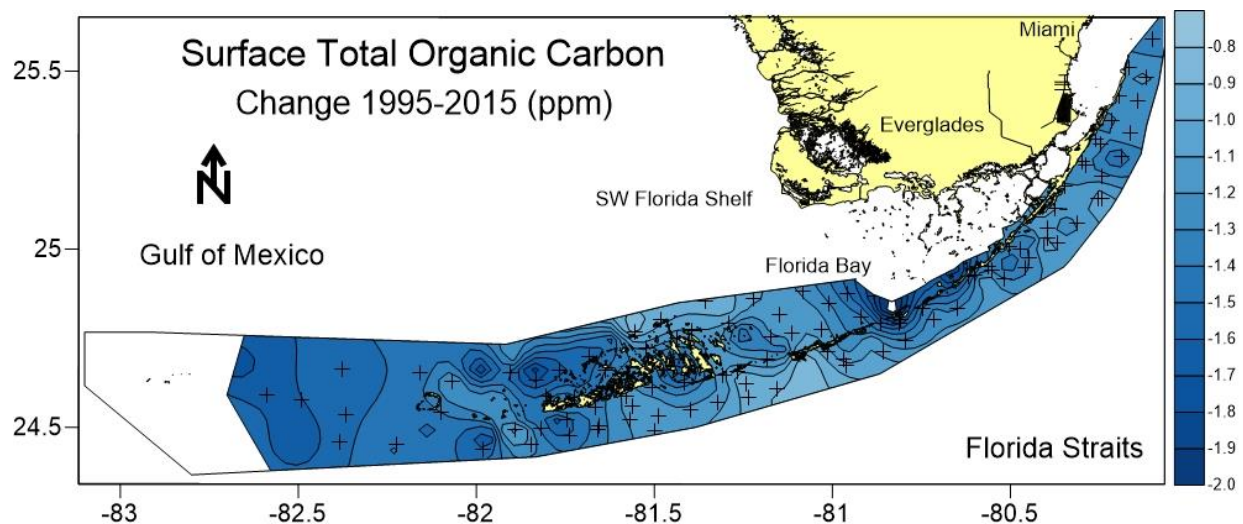 Surface Total Organic Carbon
Change 1995-2015 (ppm)
N
Gulf of Mexico
Miami
Everglades
SW Florida Shelf
Florida Bay
Florida Straits
25.5
25
24.5
-83
-82.5
-82
-81.5
-81
-80.5
-0.8
-0.9
-1.0
-1.1
-1.2
-1.3
-1.4
-1.5
-1.6
-1.7
-1.8
-1.9
-2.0